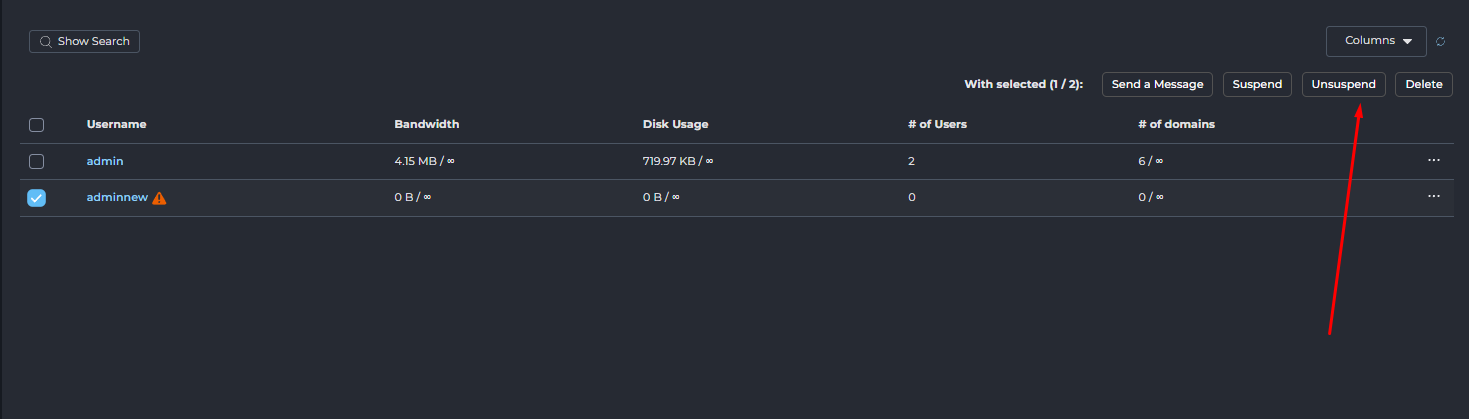 Show Search
Columns
With selected (1 / 2): Send a Message Suspend Unsuspend Delete
Username Bandwidth Disk Usage # of Users # of domains
admin 4.15 MB / ∞ 719.97 KB / ∞ 2 6 / ∞ ···
adminnew 0 B / ∞ 0 B / ∞ 0 0 / ∞ ···